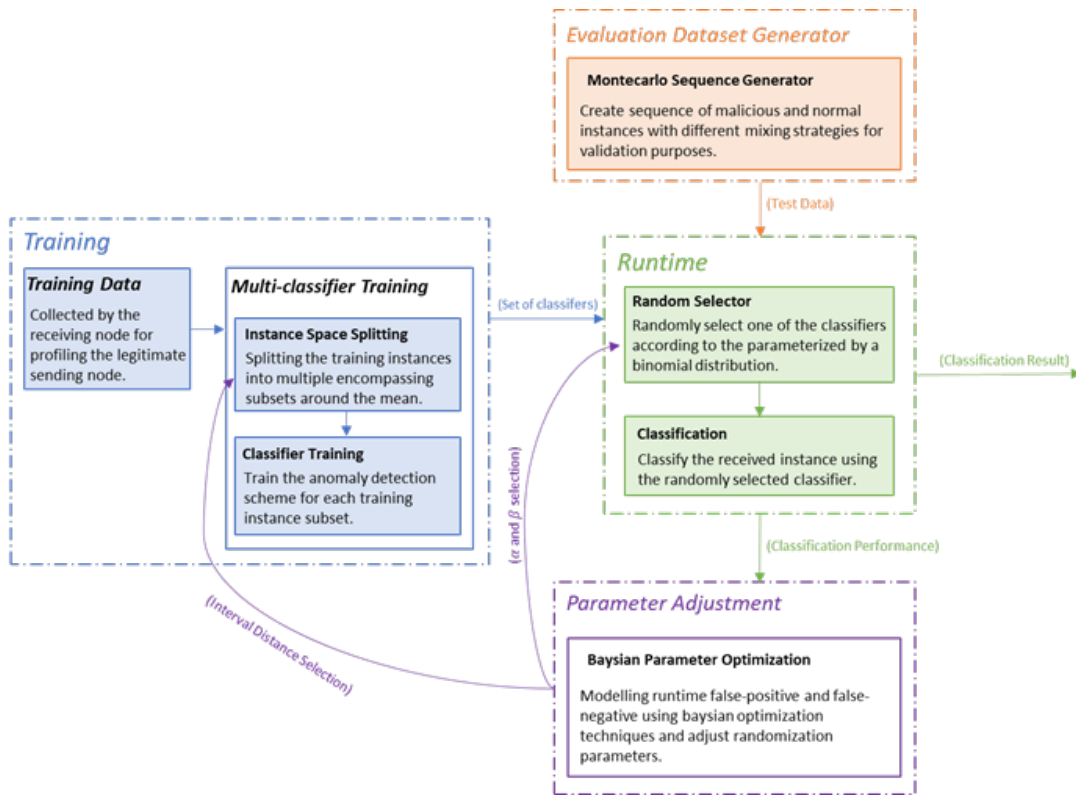 Evaluation Dataset Generator
Montecarlo Sequence Generator
Create sequence of malicious and normal
instances with different mixing strategies for
validation purposes.
(Test Data)
Training
Training Data
Collected by the
receiving node for
profiling the legitimate
sending node.
Multi-classifier Training
Instance Space Splitting
Splitting the training instances
into multiple encompassing
subsets around the mean.
Classifier Training
Train the anomaly detection
scheme for each training
instance subset.
(Set of classifers)
Runtime
Random Selector
Randomly select one of the classifiers
according to the parameterized by a
binomial distribution.
Classification
Classify the received instance using
the randomly selected classifier.
(Classification Result)
(Classification Performance)
(α and β selection)
(Interval Distance Selection)
Parameter Adjustment
Baysian Parameter Optimization
Modelling runtime false-positive and false-
negative using baysian optimization
techniques and adjust randomization
parameters.